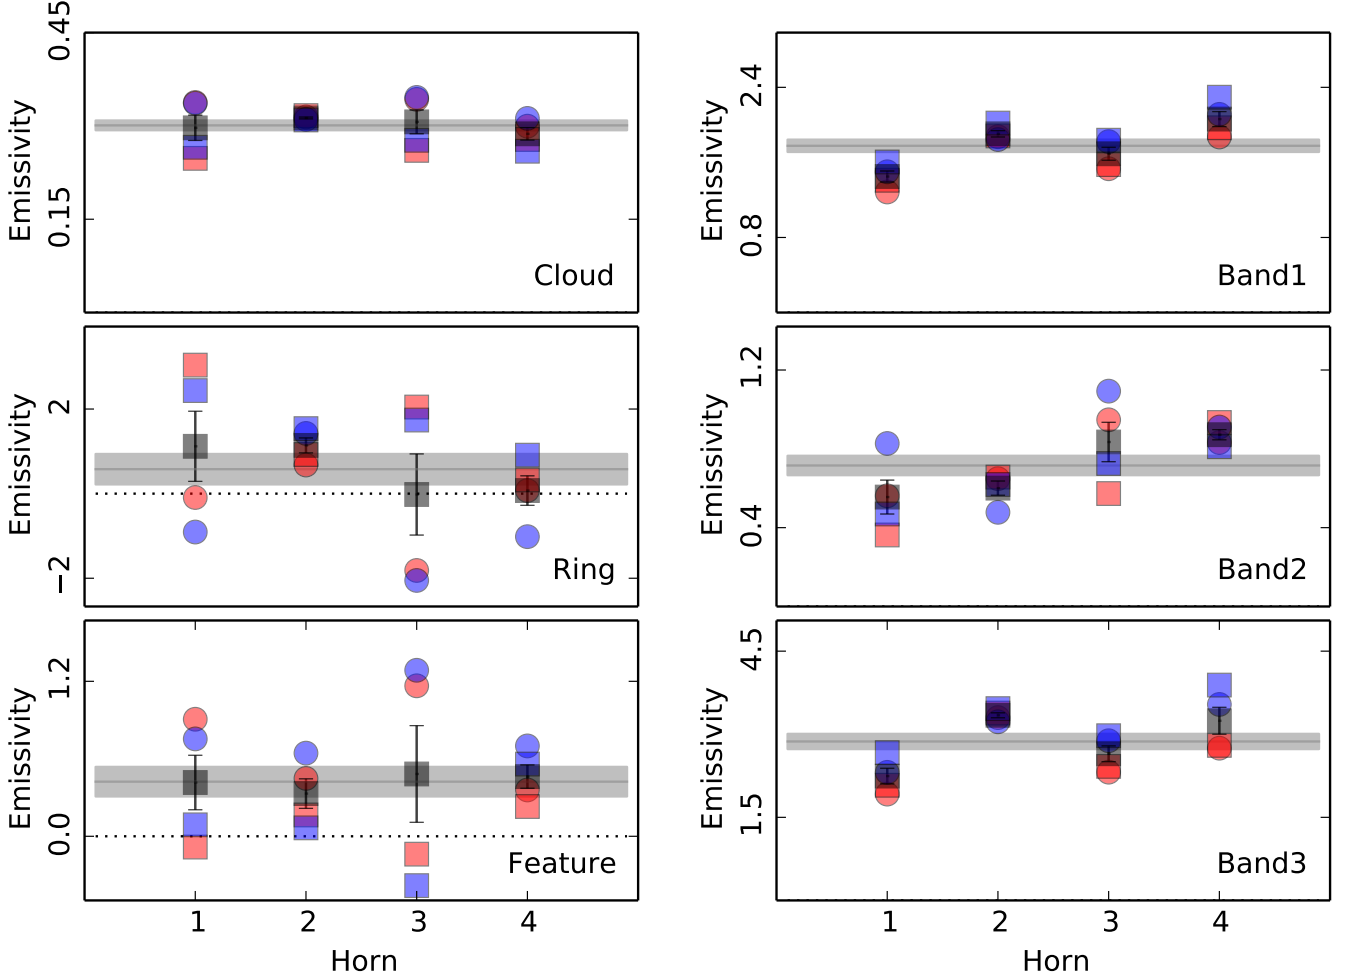 0.45
0.15
Emissivity
Cloud
2.4
0.8
Emissivity
Band1
2
−2
Emissivity
Ring
1.2
0.4
Emissivity
Band2
1.2
0.0
Emissivity
Feature
1 2 3 4
Horn
4.5
1.5
Emissivity
Band3
1 2 3 4
Horn